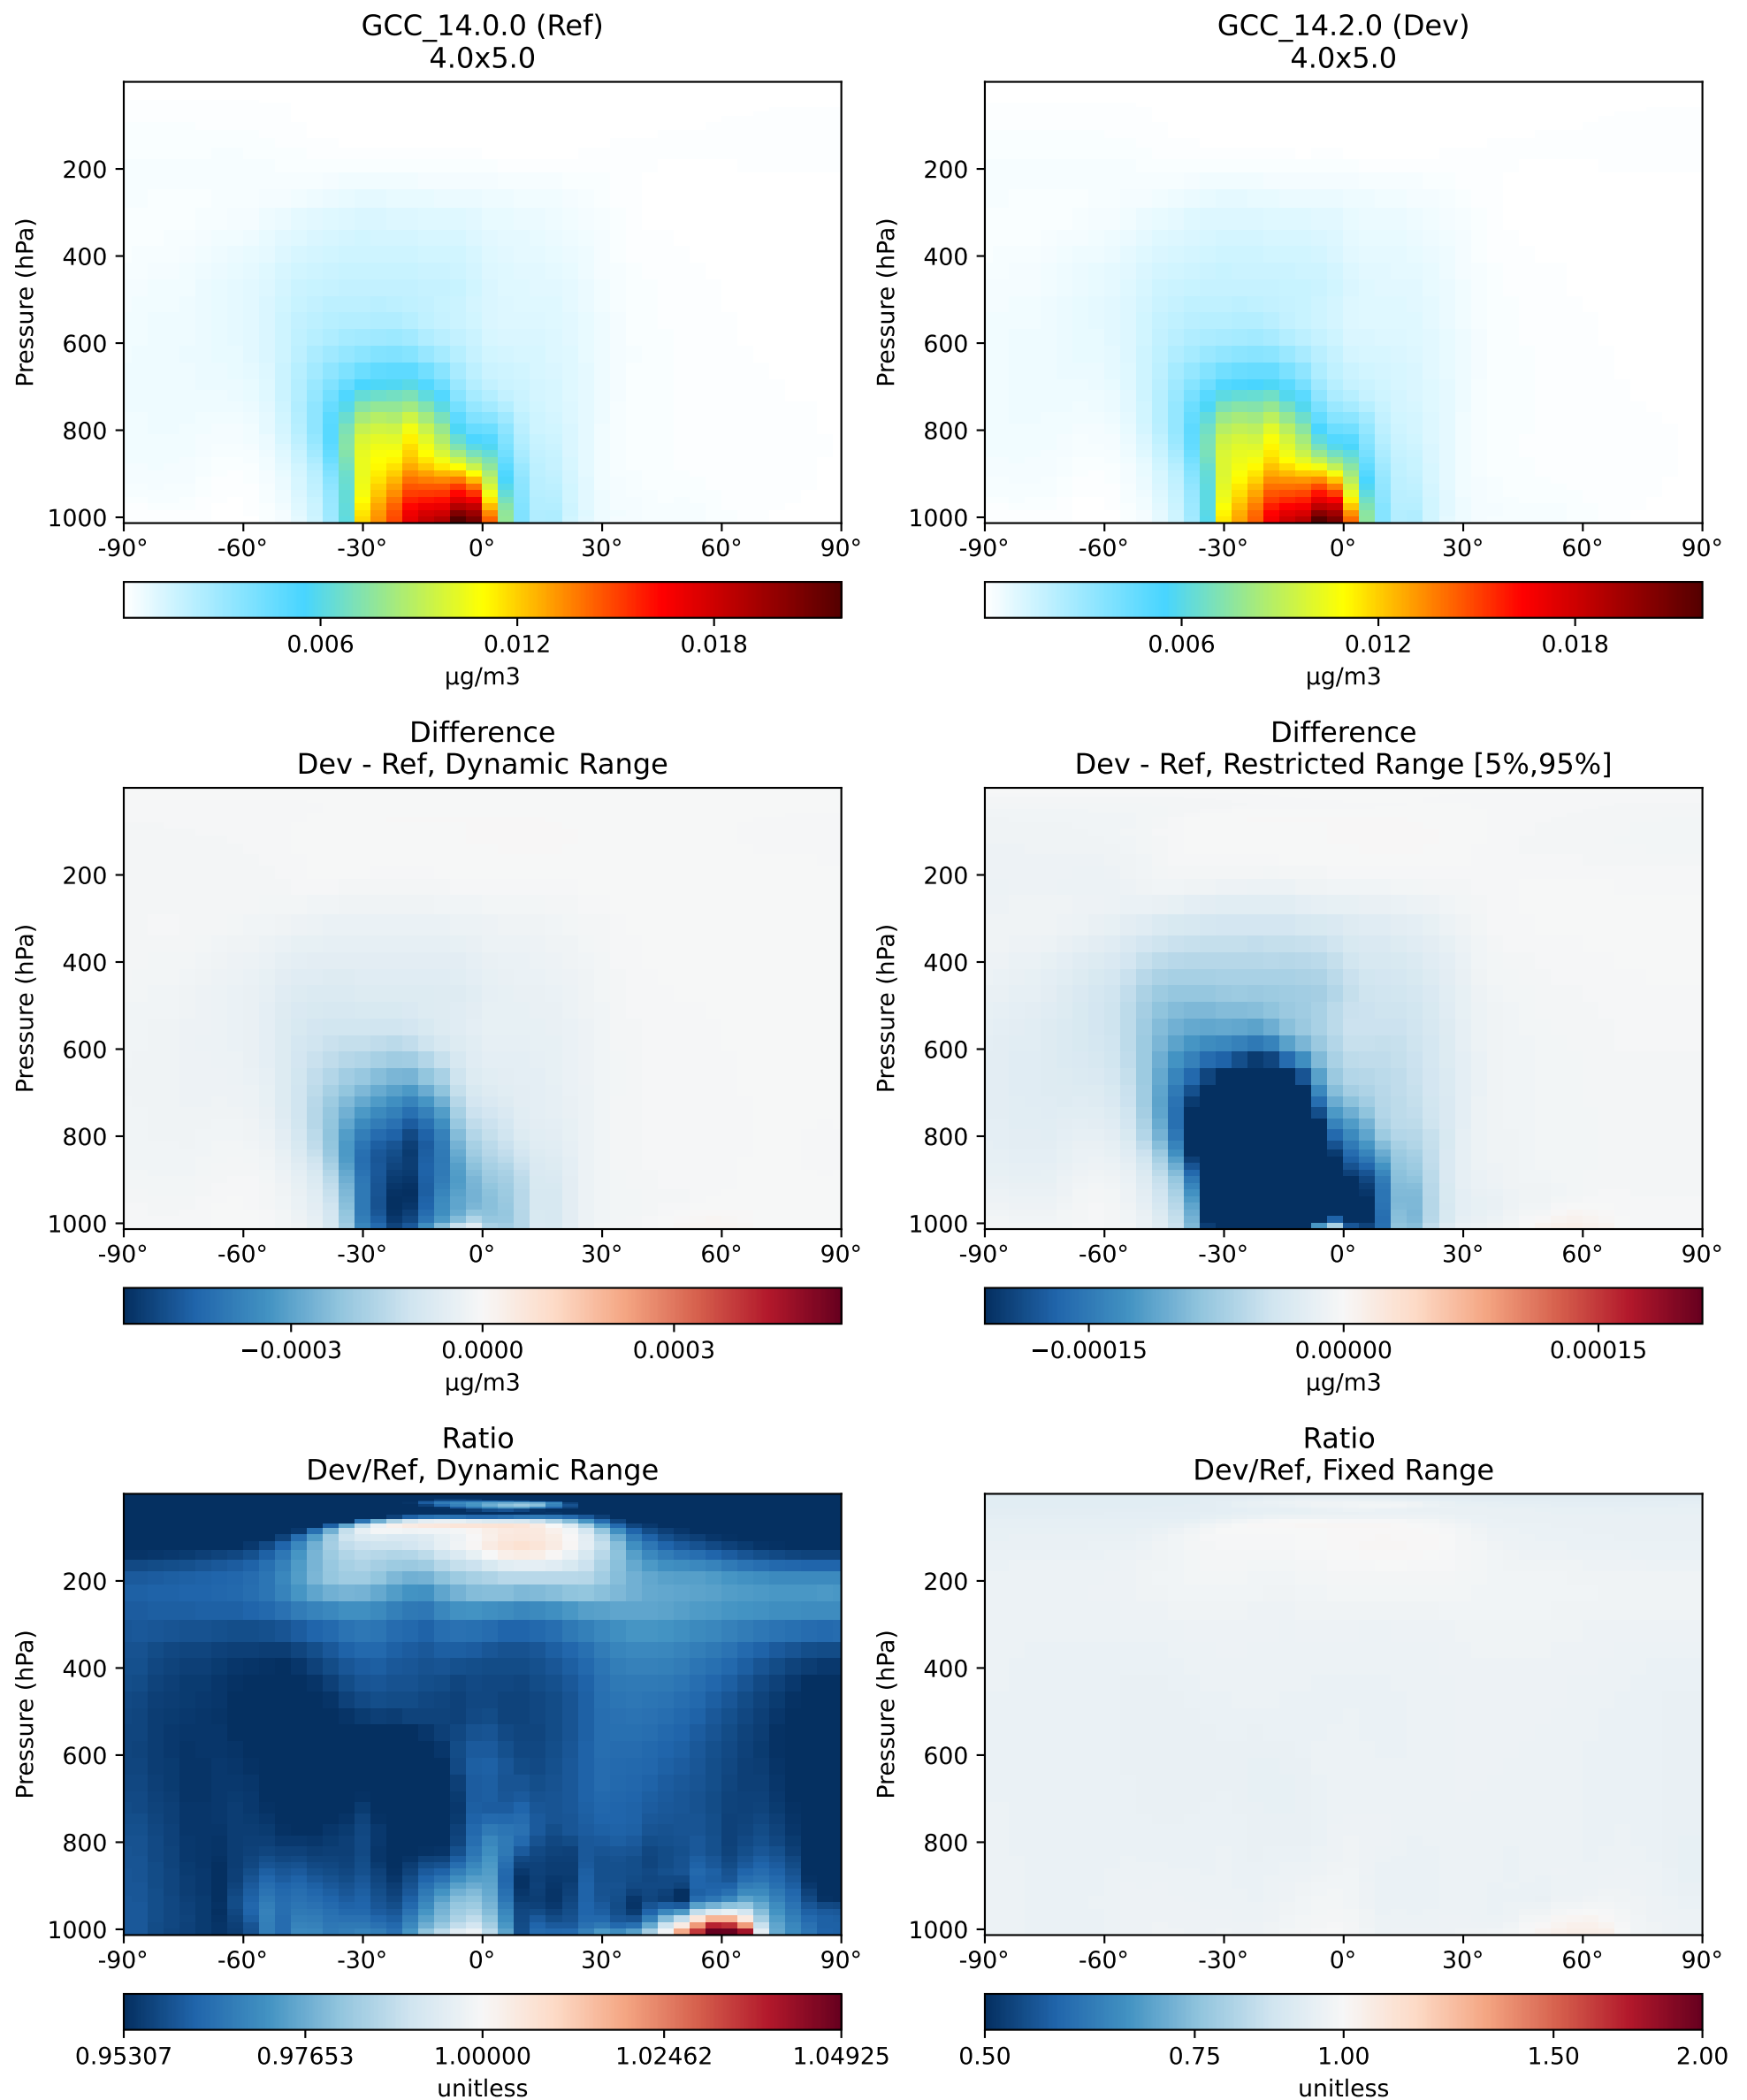 GCC_14.0.0 (Ref)
4.0x5.0
Pressure (hPa)
200
400
600
800
1000
-90° -60° -30° 0° 30° 60° 90°
0.006 0.012 0.018
µg/m3
GCC_14.2.0 (Dev)
4.0x5.0
Pressure (hPa)
200
400
600
800
1000
-90° -60° -30° 0° 30° 60° 90°
0.006 0.012 0.018
µg/m3
Difference
Dev - Ref, Dynamic Range
Pressure (hPa)
200
400
600
800
1000
-90° -60° -30° 0° 30° 60° 90°
−0.0003 0.0000 0.0003
µg/m3
Difference
Dev - Ref, Restricted Range [5%,95%]
Pressure (hPa)
200
400
600
800
1000
-90° -60° -30° 0° 30° 60° 90°
−0.00015 0.00000 0.00015
µg/m3
Ratio
Dev/Ref, Dynamic Range
Pressure (hPa)
200
400
600
800
1000
-90° -60° -30° 0° 30° 60° 90°
0.95307 0.97653 1.00000 1.02462 1.04925
unitless
Ratio
Dev/Ref, Fixed Range
Pressure (hPa)
200
400
600
800
1000
-90° -60° -30° 0° 30° 60° 90°
0.50 0.75 1.00 1.50 2.00
unitless